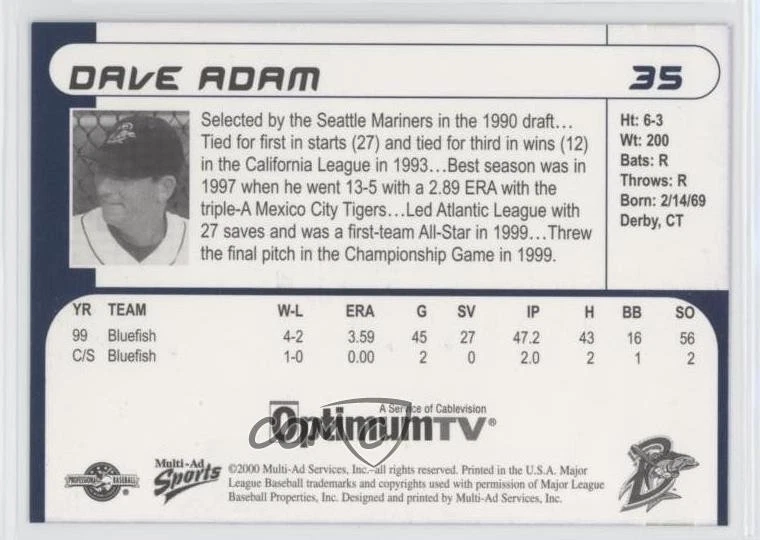 DAVE ADAM
35
Selected by the Seattle Mariners in the 1990 draft…
Tied for first in starts (27) and tied for third in wins (12)
in the California League in 1993…Best season was in
1997 when he went 13-5 with a 2.89 ERA with the
triple-A Mexico City Tigers…Led Atlantic League with
27 saves and was a first-team All-Star in 1999…Threw
the final pitch in the Championship Game in 1999.
Ht: 6-3
Wt: 200
Bats: R
Throws: R
Born: 2/14/69
Derby, CT
YR TEAM W-L ERA G SV IP H BB SO
99 Bluefish 4-2 3.59 45 27 47.2 43 16 56
C/S Bluefish 1-0 0.00 2 0 2.0 2 1 2
A Service of Cablevision
OptimumTV®
PROFESSIONAL BASEBALL ®
Multi-Ad
Sports
©2000 Multi-Ad Services, Inc.–all rights reserved. Printed in the U.S.A. Major
League Baseball trademarks and copyrights used with permission of Major League
Baseball Properties, Inc. Designed and printed by Multi-Ad Services, Inc.